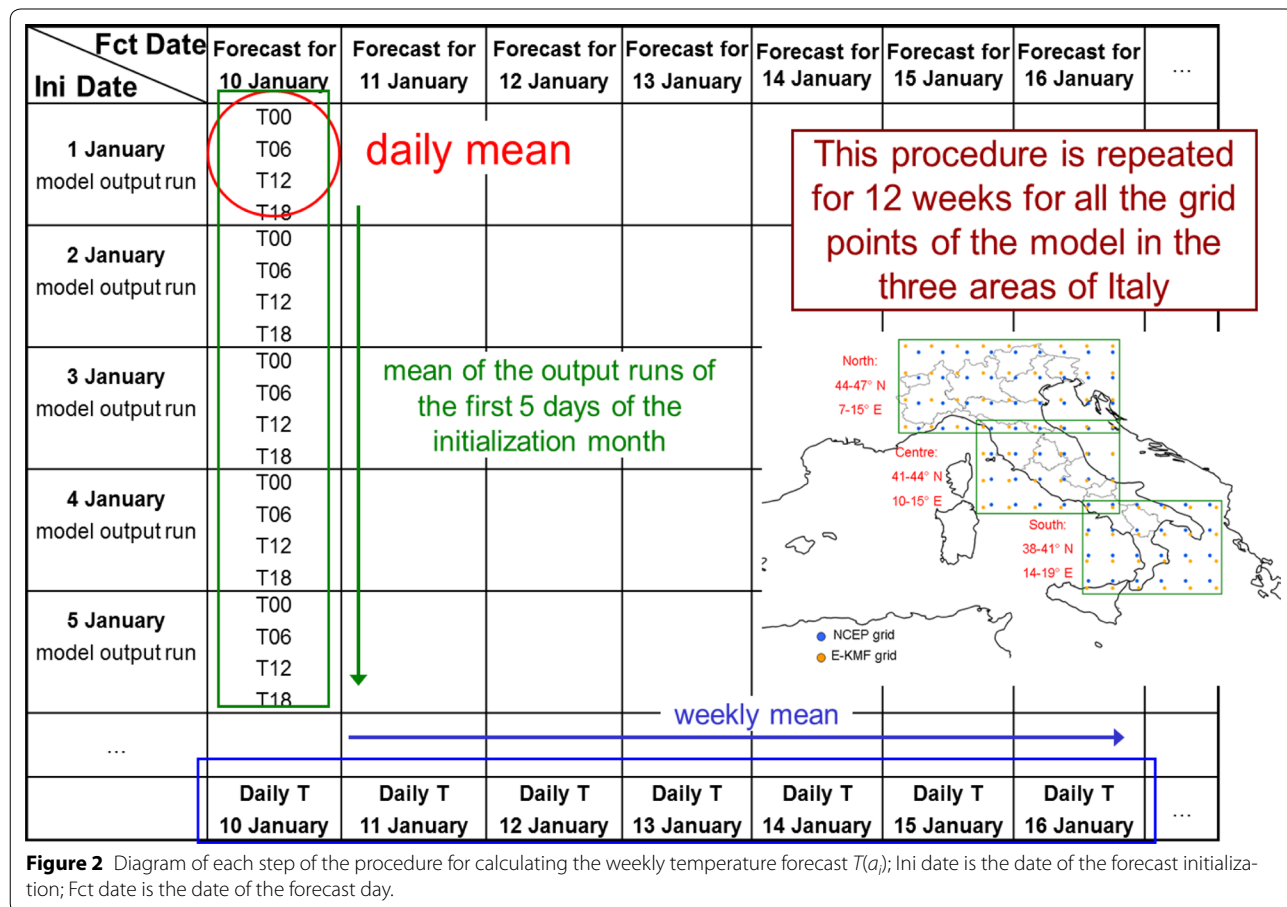 Fct Date
Ini Date
Forecast for
10 January
Forecast for
11 January
Forecast for
12 January
Forecast for
13 January
Forecast for
14 January
Forecast for
15 January
Forecast for
16 January
...
1 January
model output run
T00
T06
T12
T18
daily mean
This procedure is repeated
for 12 weeks for all the grid
points of the model in the
three areas of Italy
2 January
model output run
T00
T06
T12
T18
3 January
model output run
T00
T06
T12
T18
mean of the output runs of
the first 5 days of the
initialization month
4 January
model output run
T00
T06
T12
T18
5 January
model output run
T00
T06
T12
T18
North:
44-47° N
7-15° E
Centre:
41-44° N
10-15° E
South:
38-41° N
14-19° E
NCEP grid
E-KMF grid
weekly mean
...
Daily T
10 January
Daily T
11 January
Daily T
12 January
Daily T
13 January
Daily T
14 January
Daily T
15 January
Daily T
16 January
...
Figure 2 Diagram of each step of the procedure for calculating the weekly temperature forecast T(aⱼ); Ini date is the date of the forecast initializa-
tion; Fct date is the date of the forecast day.